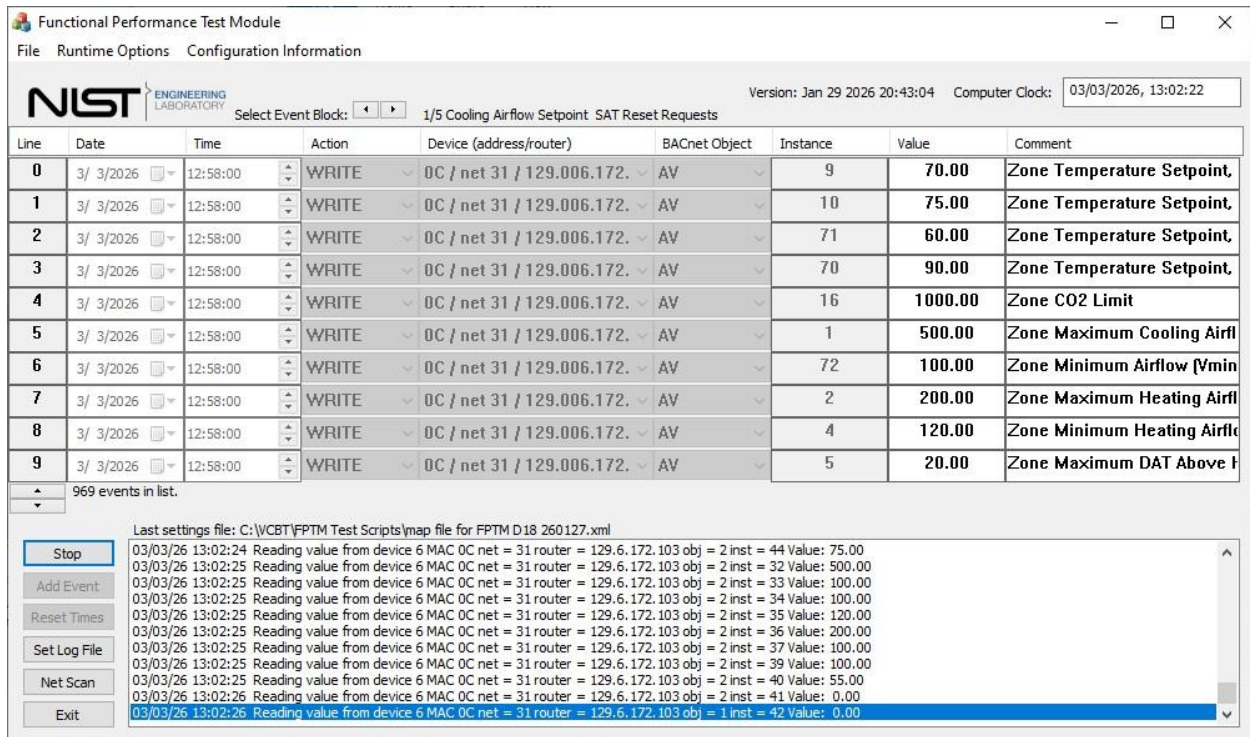 Functional Performance Test Module
File Runtime Options Configuration Information
NIST ENGINEERING LABORATORY
Select Event Block: 1/5 Cooling Airflow Setpoint SAT Reset Requests
Version: Jan 29 2026 20:43:04 Computer Clock: 03/03/2026, 13:02:22
Line Date Time Action Device (address/router) BACnet Object Instance Value Comment
0 3/ 3/2026 12:58:00 WRITE 0C / net 31 / 129.006.172. AV 9 70.00 Zone Temperature Setpoint,
1 3/ 3/2026 12:58:00 WRITE 0C / net 31 / 129.006.172. AV 10 75.00 Zone Temperature Setpoint,
2 3/ 3/2026 12:58:00 WRITE 0C / net 31 / 129.006.172. AV 71 60.00 Zone Temperature Setpoint,
3 3/ 3/2026 12:58:00 WRITE 0C / net 31 / 129.006.172. AV 70 90.00 Zone Temperature Setpoint,
4 3/ 3/2026 12:58:00 WRITE 0C / net 31 / 129.006.172. AV 16 1000.00 Zone CO2 Limit
5 3/ 3/2026 12:58:00 WRITE 0C / net 31 / 129.006.172. AV 1 500.00 Zone Maximum Cooling Airfl
6 3/ 3/2026 12:58:00 WRITE 0C / net 31 / 129.006.172. AV 72 100.00 Zone Minimum Airflow (Vmin
7 3/ 3/2026 12:58:00 WRITE 0C / net 31 / 129.006.172. AV 2 200.00 Zone Maximum Heating Airfl
8 3/ 3/2026 12:58:00 WRITE 0C / net 31 / 129.006.172. AV 4 120.00 Zone Minimum Heating Airflo
9 3/ 3/2026 12:58:00 WRITE 0C / net 31 / 129.006.172. AV 5 20.00 Zone Maximum DAT Above H
969 events in list.
Last settings file: C:\VCBT\FPTM Test Scripts\map file for FPTM D18 260127.xml
Stop
Add Event
Reset Times
Set Log File
Net Scan
Exit
03/03/26 13:02:24 Reading value from device 6 MAC 0C net = 31 router = 129.6.172.103 obj = 2 inst = 44 Value: 75.00
03/03/26 13:02:25 Reading value from device 6 MAC 0C net = 31 router = 129.6.172.103 obj = 2 inst = 32 Value: 500.00
03/03/26 13:02:25 Reading value from device 6 MAC 0C net = 31 router = 129.6.172.103 obj = 2 inst = 33 Value: 100.00
03/03/26 13:02:25 Reading value from device 6 MAC 0C net = 31 router = 129.6.172.103 obj = 2 inst = 34 Value: 100.00
03/03/26 13:02:25 Reading value from device 6 MAC 0C net = 31 router = 129.6.172.103 obj = 2 inst = 35 Value: 120.00
03/03/26 13:02:25 Reading value from device 6 MAC 0C net = 31 router = 129.6.172.103 obj = 2 inst = 36 Value: 200.00
03/03/26 13:02:25 Reading value from device 6 MAC 0C net = 31 router = 129.6.172.103 obj = 2 inst = 37 Value: 100.00
03/03/26 13:02:25 Reading value from device 6 MAC 0C net = 31 router = 129.6.172.103 obj = 2 inst = 39 Value: 100.00
03/03/26 13:02:25 Reading value from device 6 MAC 0C net = 31 router = 129.6.172.103 obj = 2 inst = 40 Value: 55.00
03/03/26 13:02:26 Reading value from device 6 MAC 0C net = 31 router = 129.6.172.103 obj = 2 inst = 41 Value: 0.00
03/03/26 13:02:26 Reading value from device 6 MAC 0C net = 31 router = 129.6.172.103 obj = 1 inst = 42 Value: 0.00